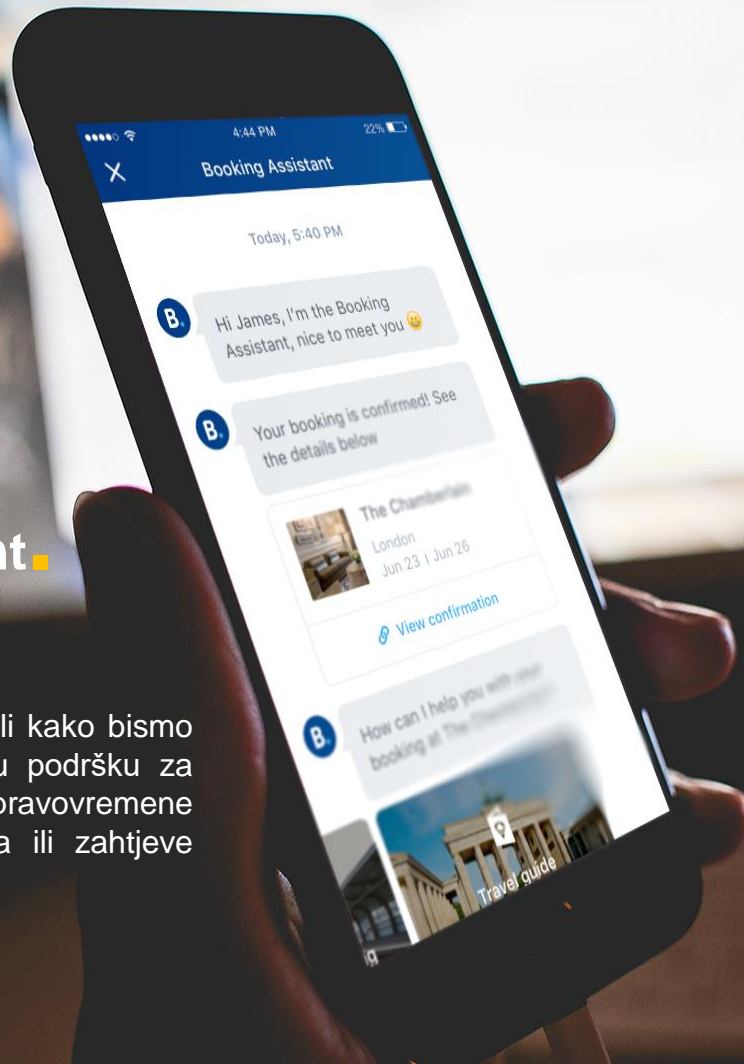 4:44 PM
22%
Booking Assistant
Today, 5:40 PM
B.
Hi James, I'm the Booking
Assistant, nice to meet you 😀
B.
Your booking is confirmed! See
the details below
The Chamberlain
London
Jun 23 | Jun 26
View confirmation
B.
How can I help you with your
booking at The
Travel guide
nt.
li kako bismo
u podršku za
pravovremene
a ili zahtjeve